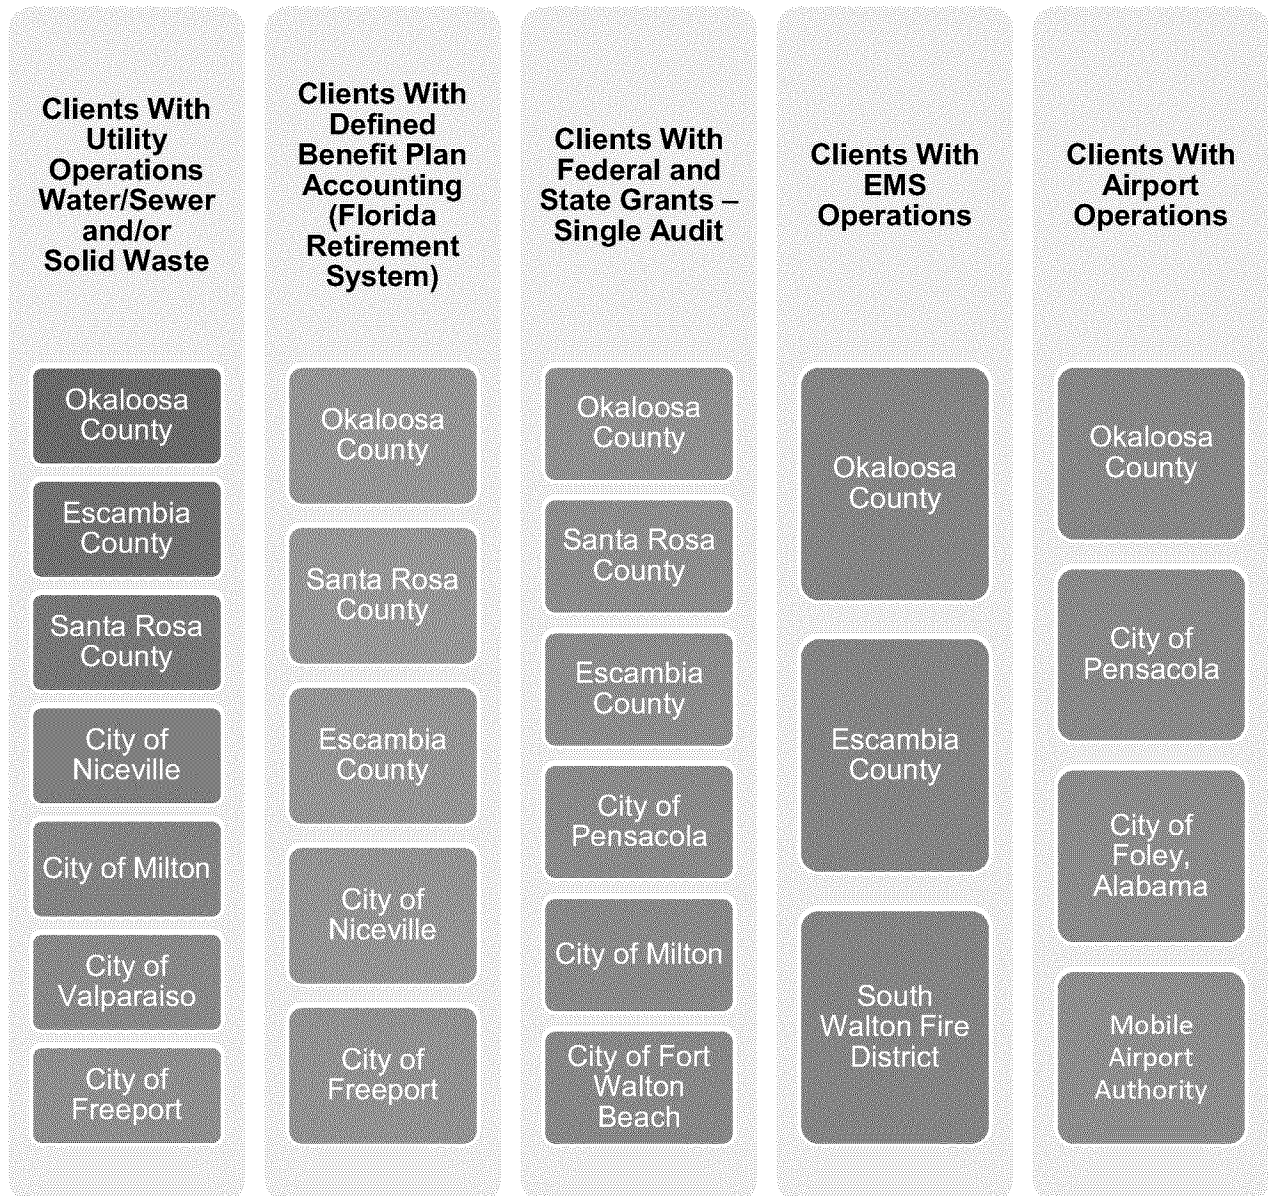 Clients With
Utility
Operations
Water/Sewer
and/or
Solid Waste
Okaloosa
County
Escambia
County
Santa Rosa
County
City of
Niceville
City of Milton
City of
Valparaiso
City of
Freeport
Clients With
Defined
Benefit Plan
Accounting
(Florida
Retirement
System)
Okaloosa
County
Santa Rosa
County
Escambia
County
City of
Niceville
City of
Freeport
Clients With
Federal and
State Grants –
Single Audit
Okaloosa
County
Santa Rosa
County
Escambia
County
City of
Pensacola
City of Milton
City of Fort
Walton
Beach
Clients With
EMS
Operations
Okaloosa
County
Escambia
County
South
Walton Fire
District
Clients With
Airport
Operations
Okaloosa
County
City of
Pensacola
City of
Foley,
Alabama
Mobile
Airport
Authority